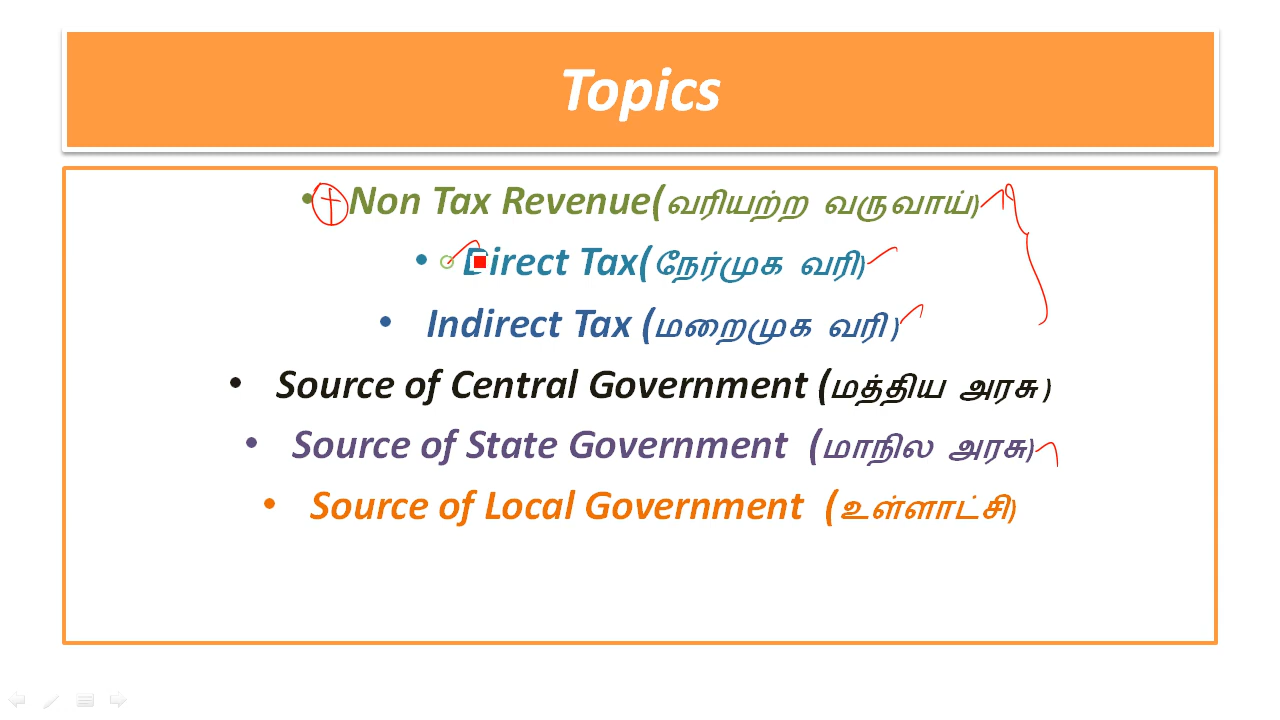 Topics
• Non Tax Revenue(வரியற்ற வருவாய்)
• Direct Tax(நேர்முக வரி)
• Indirect Tax (மறைமுக வரி)
• Source of Central Government (மத்திய அரசு)
• Source of State Government (மாநில அரசு)
• Source of Local Government (உள்ளாட்சி)